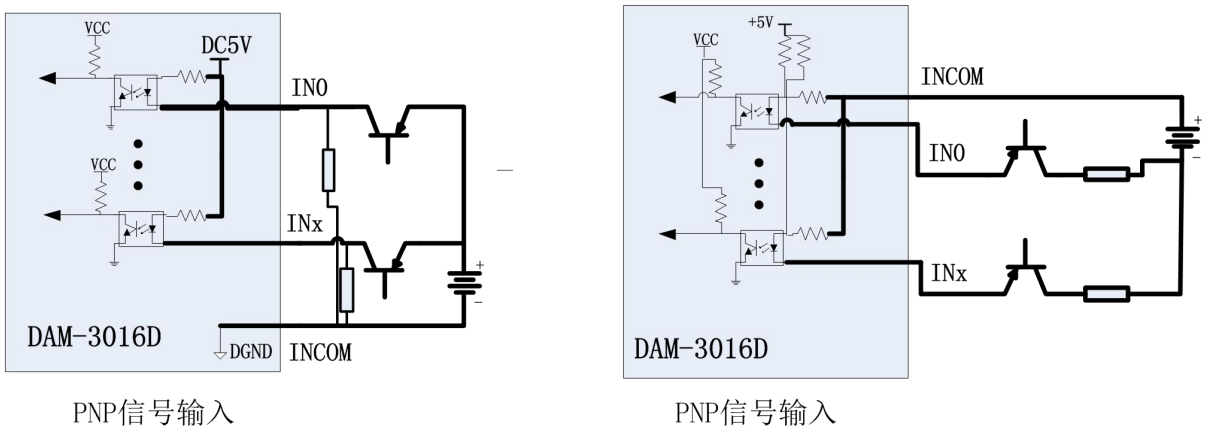 VCC
DC5V
IN0
VCC
INx
+
−
DAM-3016D
DGND
INCOM
PNP信号输入
+5V
VCC
INCOM
+
−
IN0
INx
DAM-3016D
PNP信号输入